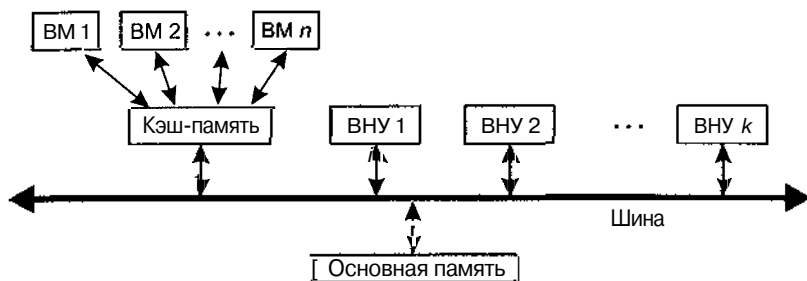 ВМ 1 ВМ 2 ... ВМ n
Кэш-память ВНУ 1 ВНУ 2 ... ВНУ k
Шина
Основная память